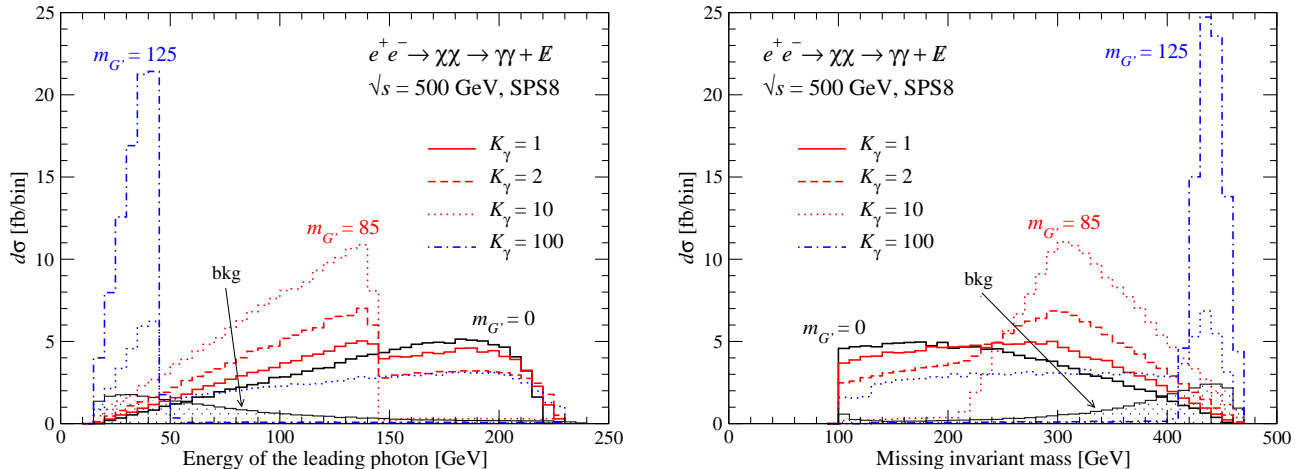 25
20
15
10
5
0
dσ [fb/bin]
m_G' = 125
e⁺e⁻ → χχ → γγ + E̸
√s = 500 GeV, SPS8
K_γ = 1
K_γ = 2
K_γ = 10
K_γ = 100
m_G' = 85
bkg
m_G' = 0
0 50 100 150 200 250
Energy of the leading photon [GeV]
25
20
15
10
5
0
dσ [fb/bin]
e⁺e⁻ → χχ → γγ + E̸
√s = 500 GeV, SPS8
m_G' = 125
K_γ = 1
K_γ = 2
K_γ = 10
K_γ = 100
m_G' = 85
bkg
m_G' = 0
0 100 200 300 400 500
Missing invariant mass [GeV]